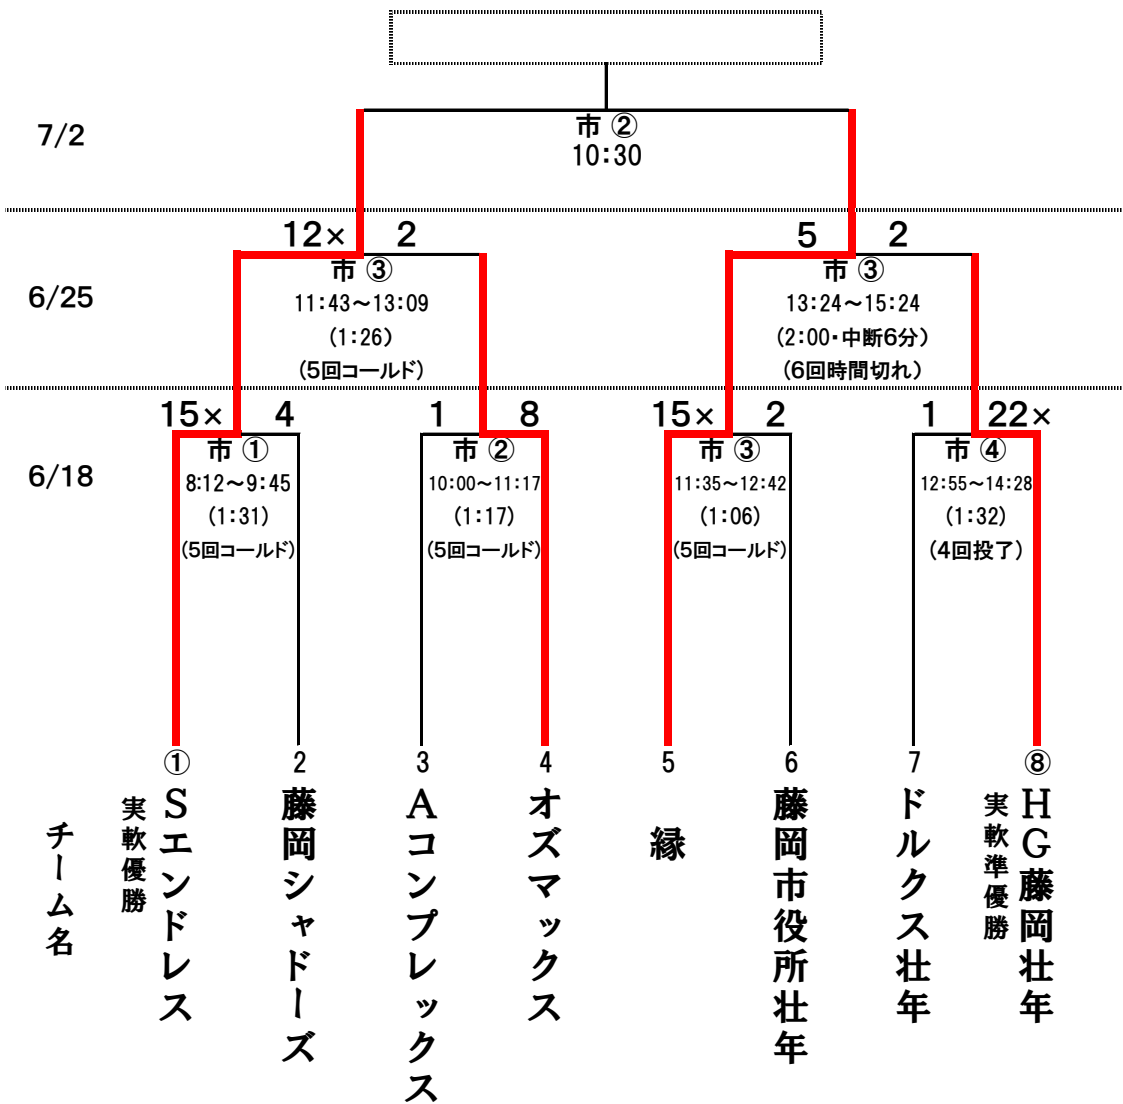 7/2
市 ②
10:30
12× 2
5 2
6/25
市 ③
11:43～13:09
(1:26)
(5回コールド)
市 ③
13:24～15:24
(2:00・中断6分)
(6回時間切れ)
15× 4
1 8
15× 2
1 22×
6/18
市 ①
8:12～9:45
(1:31)
(5回コールド)
市 ②
10:00～11:17
(1:17)
(5回コールド)
市 ③
11:35～12:42
(1:06)
(5回コールド)
市 ④
12:55～14:28
(1:32)
(4回投了)
① 2 3 4 5 6 7 ⑧
チーム名
実軟優勝
Sエンドレス
藤岡シャドーズ
Aコンプレックス
オズマックス
縁
藤岡市役所壮年
ドルクス壮年
実軟準優勝
HG藤岡壮年